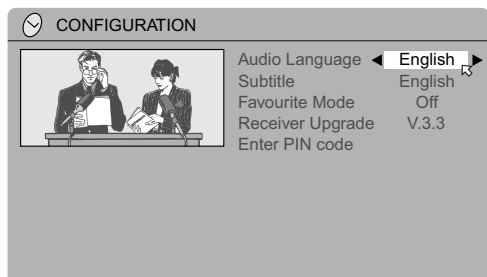 CONFIGURATION
Audio Language English
Subtitle English
Favourite Mode Off
Receiver Upgrade V.3.3
Enter PIN code